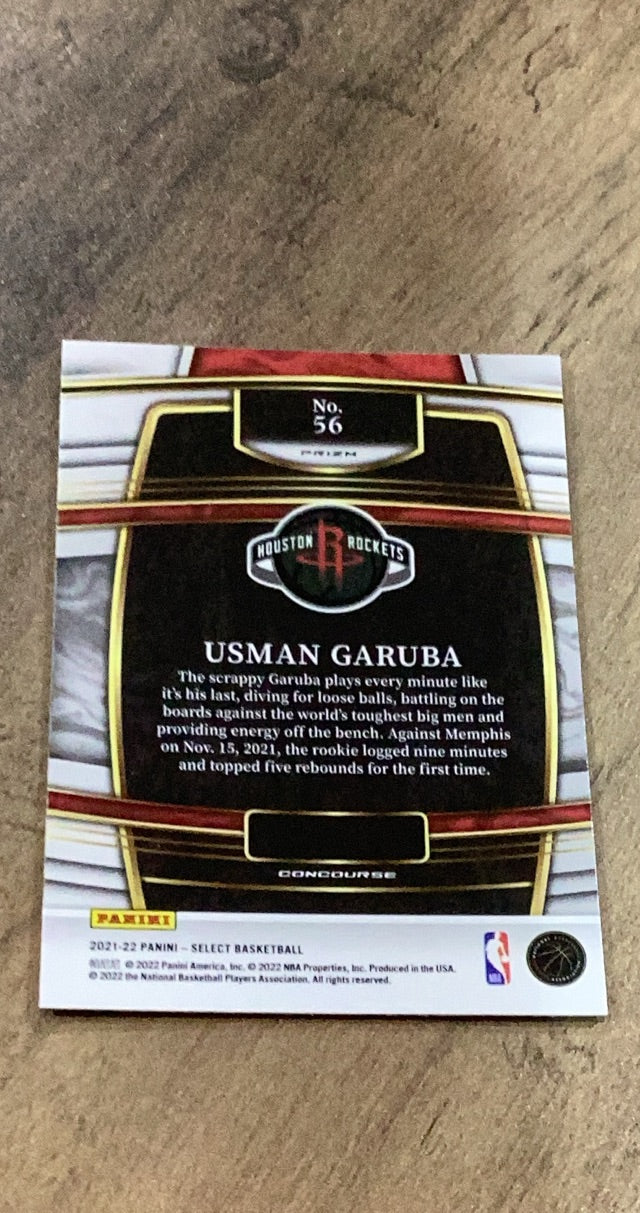 No.
56
PRIZM
HOUSTON R ROCKETS
USMAN GARUBA
The scrappy Garuba plays every minute like
it's his last, diving for loose balls, battling on the
boards against the world's toughest big men and
providing energy off the bench. Against Memphis
on Nov. 15, 2021, the rookie logged nine minutes
and topped five rebounds for the first time.
CONCOURSE
PANINI
2021-22 PANINI – SELECT BASKETBALL
© 2022 Panini America, Inc. © 2022 NBA Properties, Inc. Produced in the USA.
© 2022 the National Basketball Players Association. All rights reserved.
NBA